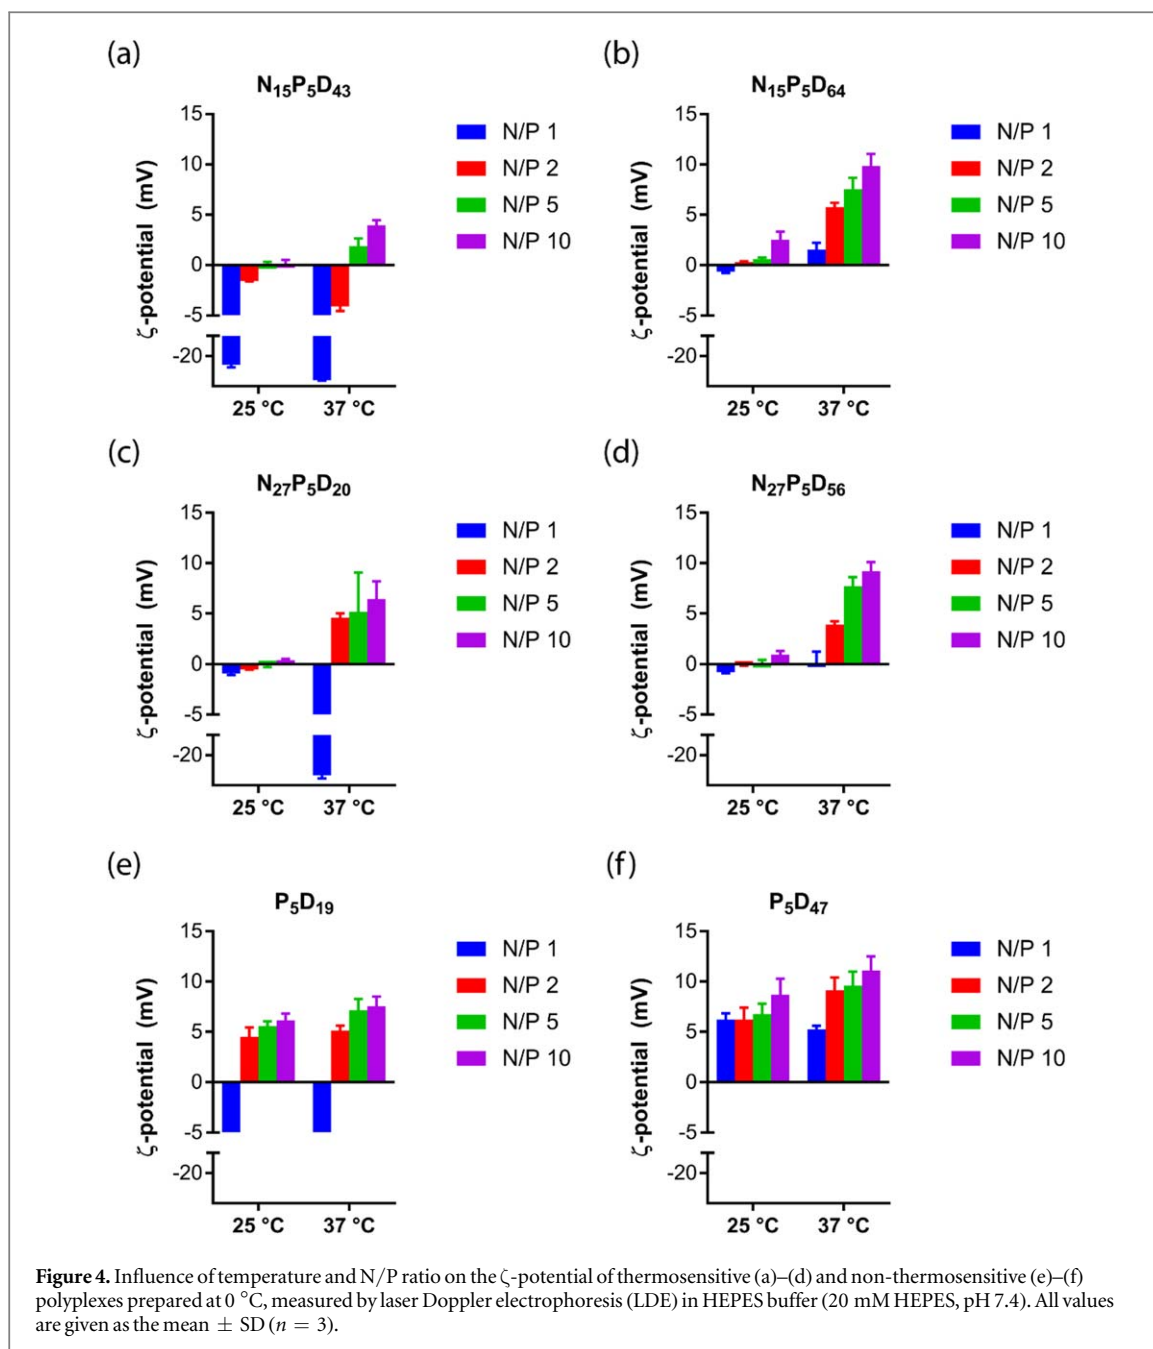 (a)
N₁₅P₅D₄₃
15
10
5
0
-5
-20
ζ-potential (mV)
25 °C 37 °C
N/P 1
N/P 2
N/P 5
N/P 10
(b)
N₁₅P₅D₆₄
15
10
5
0
-5
-20
ζ-potential (mV)
25 °C 37 °C
N/P 1
N/P 2
N/P 5
N/P 10
(c)
N₂₇P₅D₂₀
15
10
5
0
-5
-20
ζ-potential (mV)
25 °C 37 °C
N/P 1
N/P 2
N/P 5
N/P 10
(d)
N₂₇P₅D₅₆
15
10
5
0
-5
-20
ζ-potential (mV)
25 °C 37 °C
N/P 1
N/P 2
N/P 5
N/P 10
(e)
P₅D₁₉
15
10
5
0
-5
-20
ζ-potential (mV)
25 °C 37 °C
N/P 1
N/P 2
N/P 5
N/P 10
(f)
P₅D₄₇
15
10
5
0
-5
-20
ζ-potential (mV)
25 °C 37 °C
N/P 1
N/P 2
N/P 5
N/P 10
Figure 4. Influence of temperature and N/P ratio on the ζ-potential of thermosensitive (a)–(d) and non-thermosensitive (e)–(f)
polyplexes prepared at 0 °C, measured by laser Doppler electrophoresis (LDE) in HEPES buffer (20 mM HEPES, pH 7.4). All values
are given as the mean ± SD (n = 3).